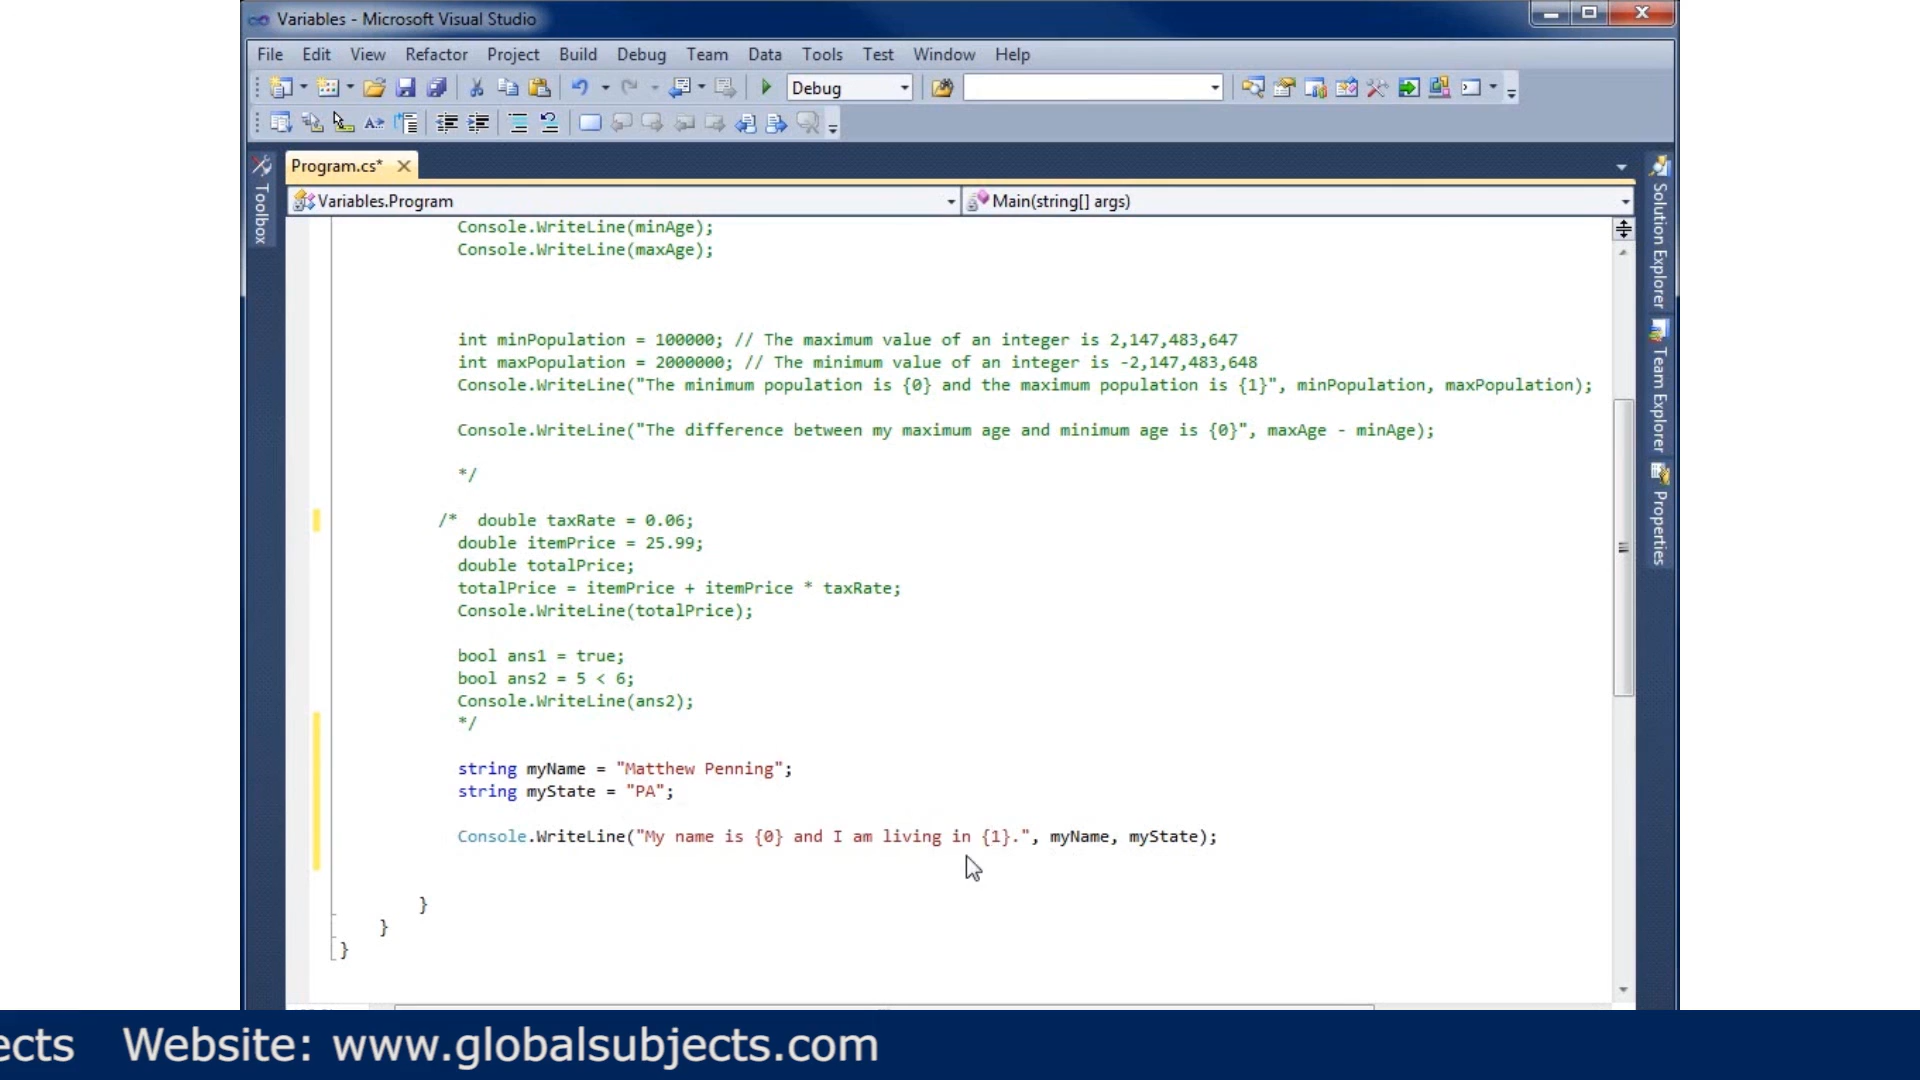 Variables - Microsoft Visual Studio
File Edit View Refactor Project Build Debug Team Data Tools Test Window Help
Debug
Program.cs*
Variables.Program
Main(string[] args)
Toolbox
Solution Explorer
Team Explorer
Properties
Console.WriteLine(minAge);
Console.WriteLine(maxAge);
int minPopulation = 100000; // The maximum value of an integer is 2,147,483,647
int maxPopulation = 2000000; // The minimum value of an integer is -2,147,483,648
Console.WriteLine("The minimum population is {0} and the maximum population is {1}", minPopulation, maxPopulation);
Console.WriteLine("The difference between my maximum age and minimum age is {0}", maxAge - minAge);
*/
/* double taxRate = 0.06;
double itemPrice = 25.99;
double totalPrice;
totalPrice = itemPrice + itemPrice * taxRate;
Console.WriteLine(totalPrice);
bool ans1 = true;
bool ans2 = 5 < 6;
Console.WriteLine(ans2);
*/
string myName = "Matthew Penning";
string myState = "PA";
Console.WriteLine("My name is {0} and I am living in {1}.", myName, myState);
}
}
}
ects Website: www.globalsubjects.com